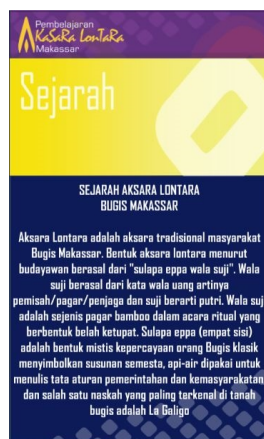 Pembelajaran
KaSaRa LonTaRa
Makassar
Sejarah
SEJARAH AKSARA LONTARA
BUGIS MAKASSAR
Aksara Lontara adalah aksara tradisional masyarakat
Bugis Makassar. Bentuk aksara lontara menurut
budayawan berasal dari "sulapa eppa wala suji". Wala
suji berasal dari kata wala uang artinya
pemisah/pagar/penjaga dan suji berarti putri. Wala suj
adalah sejenis pagar bamboo dalam acara ritual yang
berbentuk belah ketupat. Sulapa eppa (empat sisi)
adalah bentuk mistis kepercayaan orang Bugis klasik
menyimbolkan susunan semesta, api-air dipakai untuk
menulis tata aturan pemerintahan dan kemasyarakatan
dan salah satu naskah yang paling terkenal di tanah
bugis adalah La Galigo